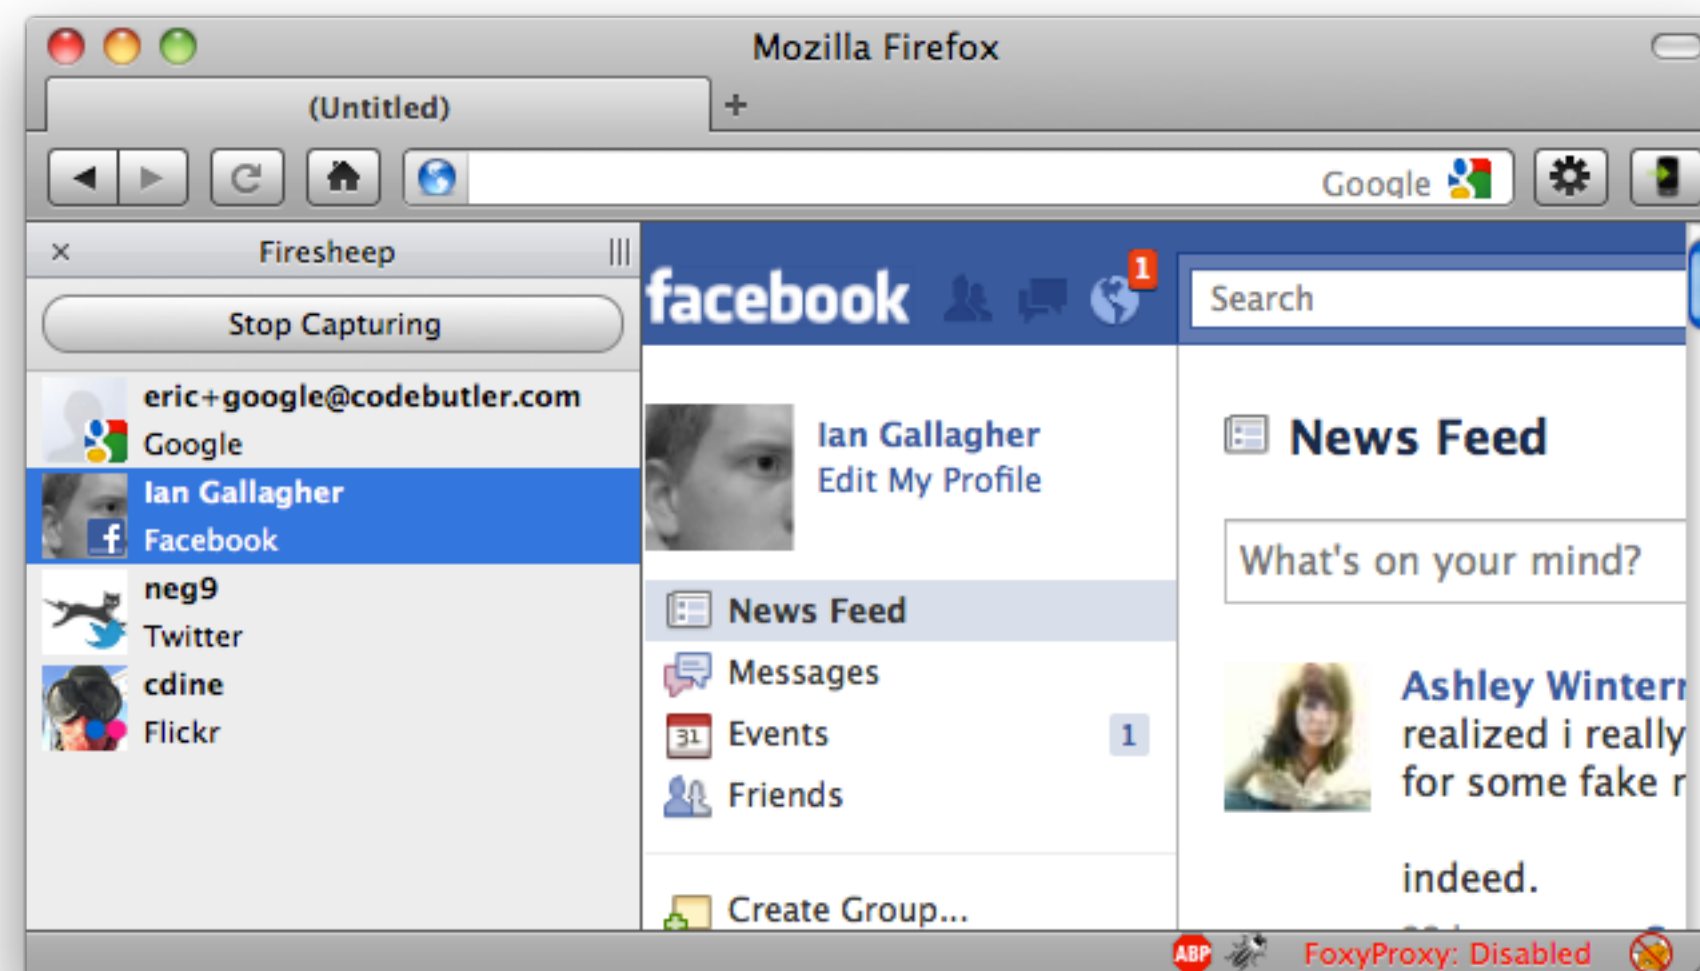 Mozilla Firefox
(Untitled)
Google
Firesheep
Stop Capturing
eric+google@codebutler.com
Google
Ian Gallagher
Facebook
neg9
Twitter
cdine
Flickr
facebook
1
Search
Ian Gallagher
Edit My Profile
News Feed
Messages
31
Events
1
Friends
Create Group...
News Feed
What's on your mind?
Ashley
realized i really
for some fake
indeed.
ABP
FoxyProxy: Disabled